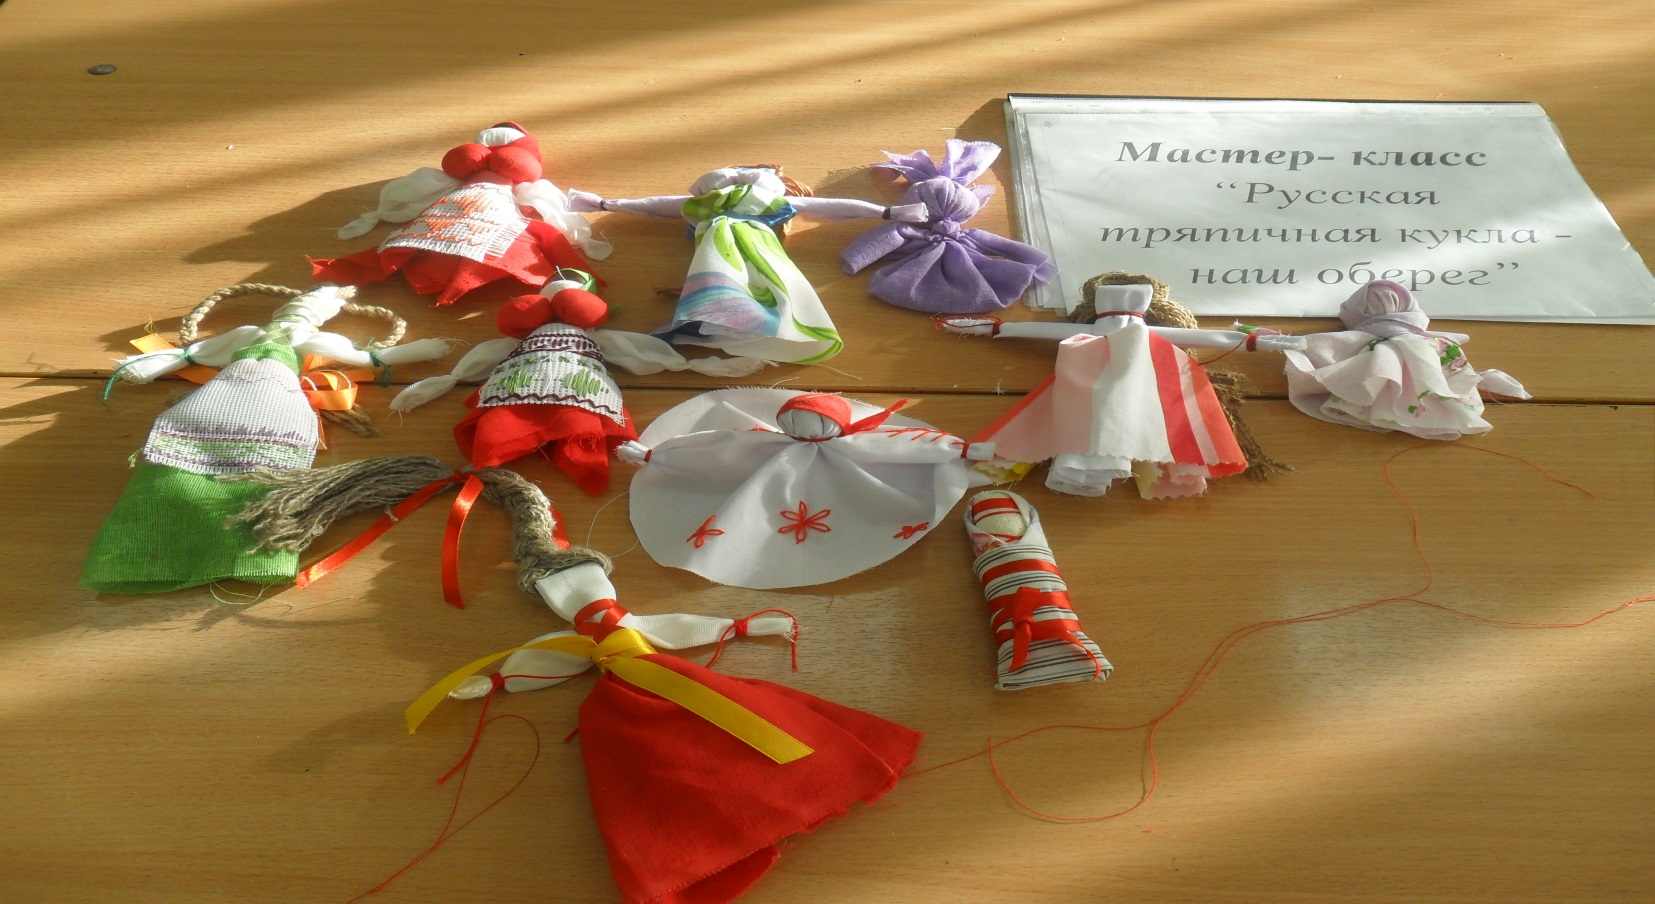 Мастер- класс
“Русская
тряпичная кукла -
наш оберег”